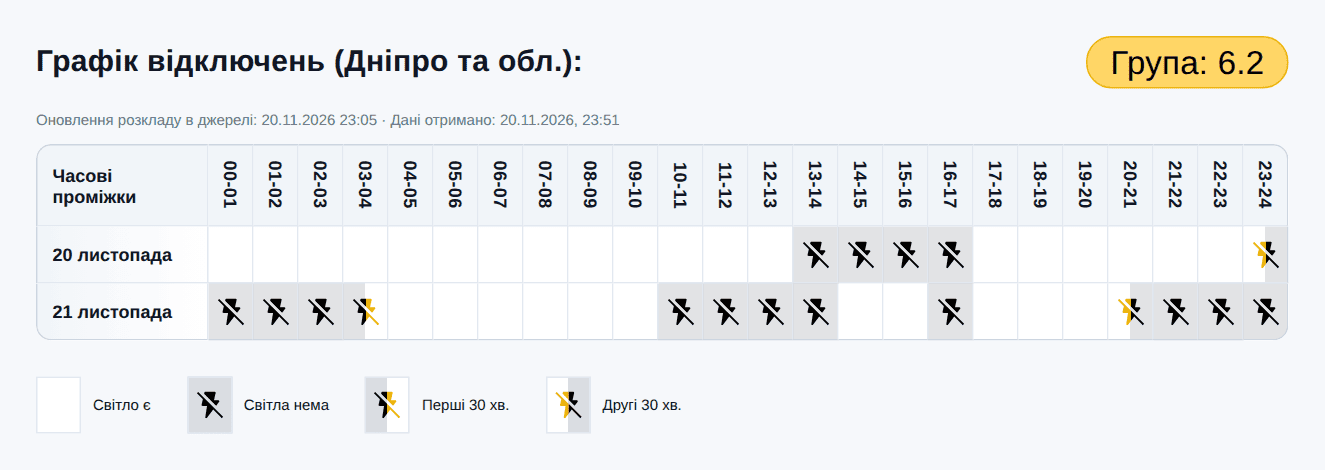 Графік відключень (Дніпро та обл.):
Група: 6.2
Оновлення розкладу в джерелі: 20.11.2026 23:05 · Дані отримано: 20.11.2026, 23:51
Часові
проміжки
00-01
01-02
02-03
03-04
04-05
05-06
06-07
07-08
08-09
09-10
10-11
11-12
12-13
13-14
14-15
15-16
16-17
17-18
18-19
19-20
20-21
21-22
22-23
23-24
20 листопада
21 листопада
Світло є
Світла нема
Перші 30 хв.
Другі 30 хв.